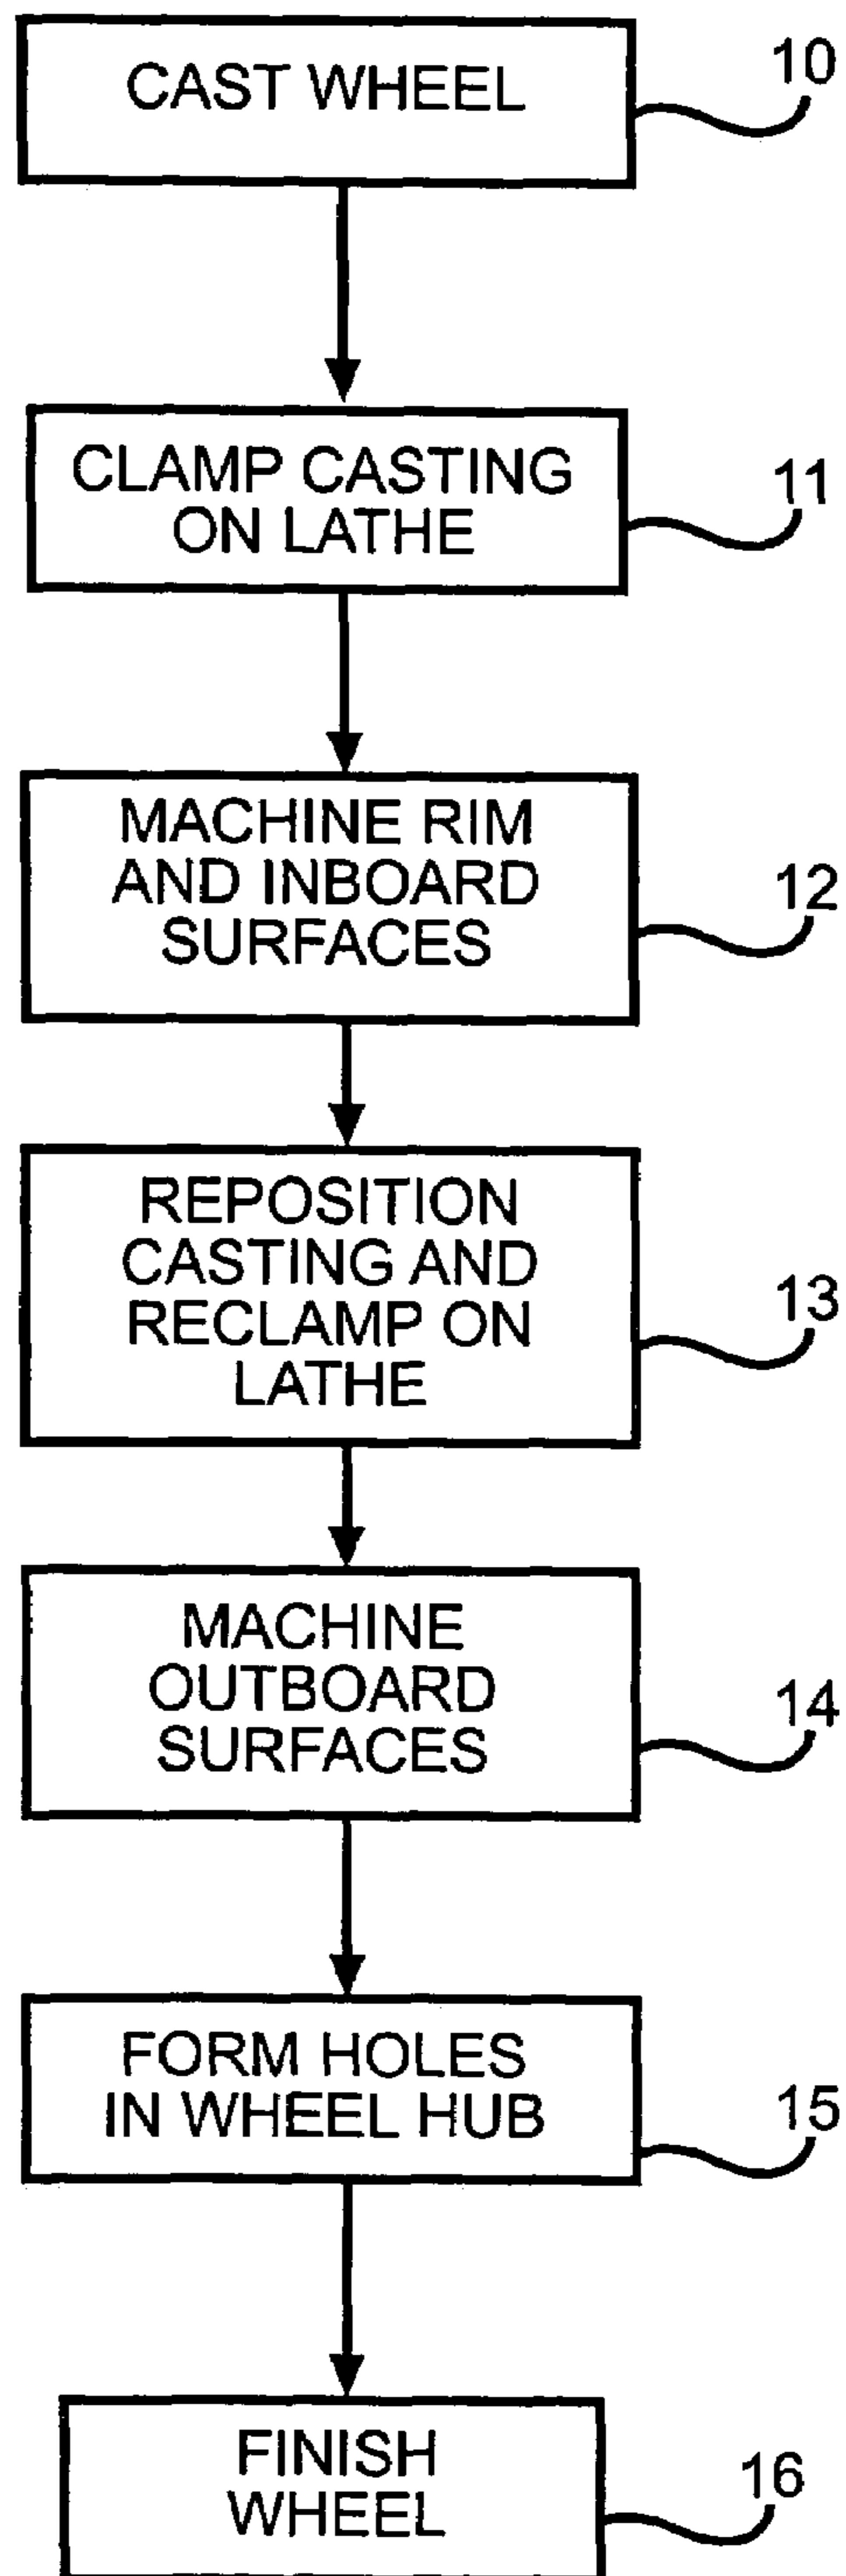 CAST WHEEL
10
CLAMP CASTING
ON LATHE
11
MACHINE RIM
AND INBOARD
SURFACES
12
REPOSITION
CASTING AND
RECLAMP ON
LATHE
13
MACHINE
OUTBOARD
SURFACES
14
FORM HOLES
IN WHEEL HUB
15
FINISH
WHEEL
16